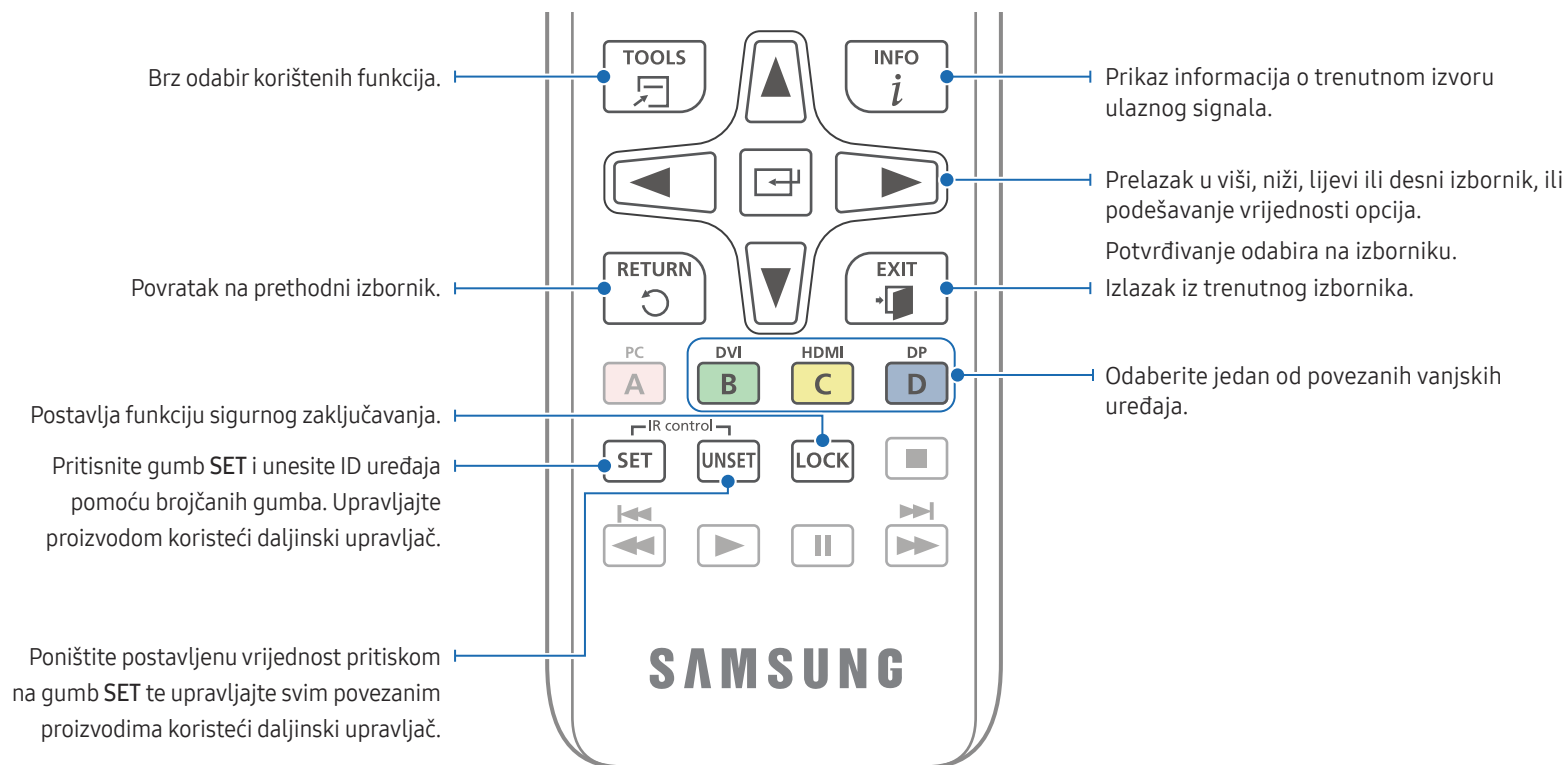 TOOLS
INFO
i
Brz odabir korištenih funkcija.
Prikaz informacija o trenutnom izvoru
ulaznog signala.
Prelazak u viši, niži, lijevi ili desni izbornik, ili
podešavanje vrijednosti opcija.
Potvrđivanje odabira na izborniku.
RETURN
EXIT
Povratak na prethodni izbornik.
Izlazak iz trenutnog izbornika.
PC
DVI
HDMI
DP
A
B
C
D
Odaberite jedan od povezanih vanjskih
uređaja.
Postavlja funkciju sigurnog zaključavanja.
IR control
SET
UNSET
LOCK
Pritisnite gumb SET i unesite ID uređaja
pomoću brojčanih gumba. Upravljajte
proizvodom koristeći daljinski upravljač.
Poništite postavljenu vrijednost pritiskom
na gumb SET te upravljajte svim povezanim
proizvodima koristeći daljinski upravljač.
SAMSUNG